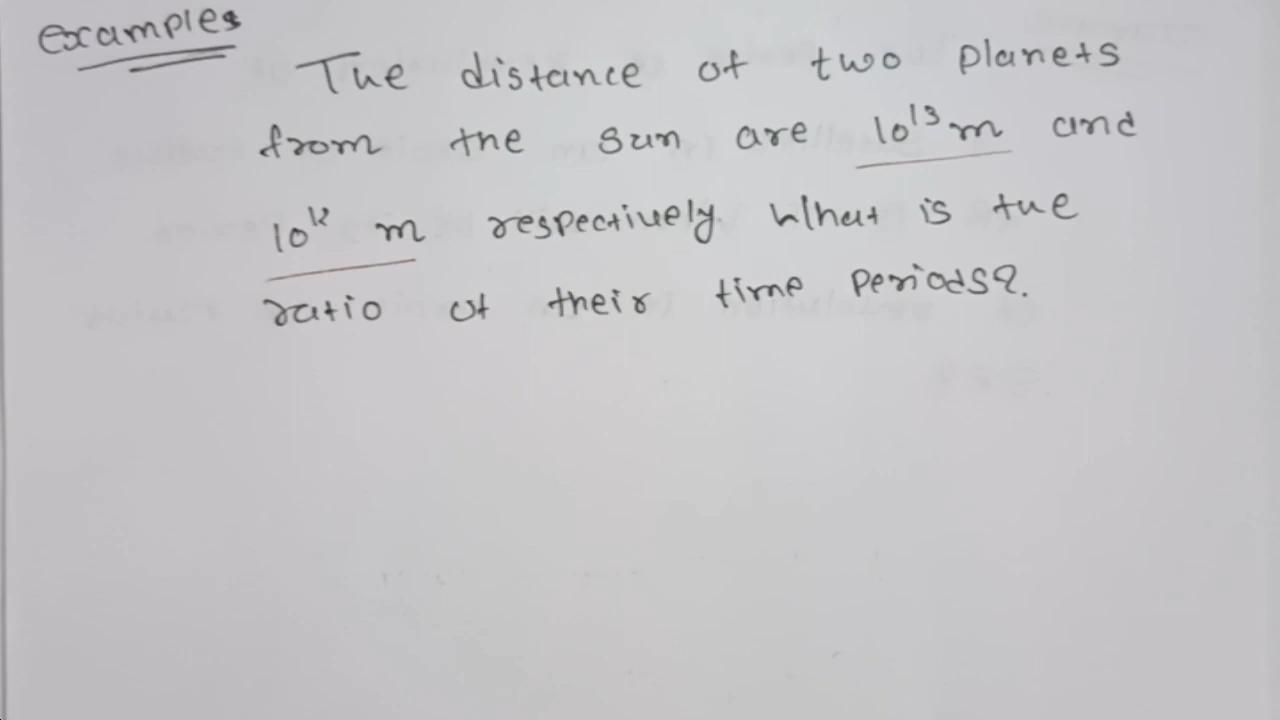 Examples
The distance of two planets
from the sun are 10¹³ m and
10¹² m respectively. What is the
ratio of their time periods?